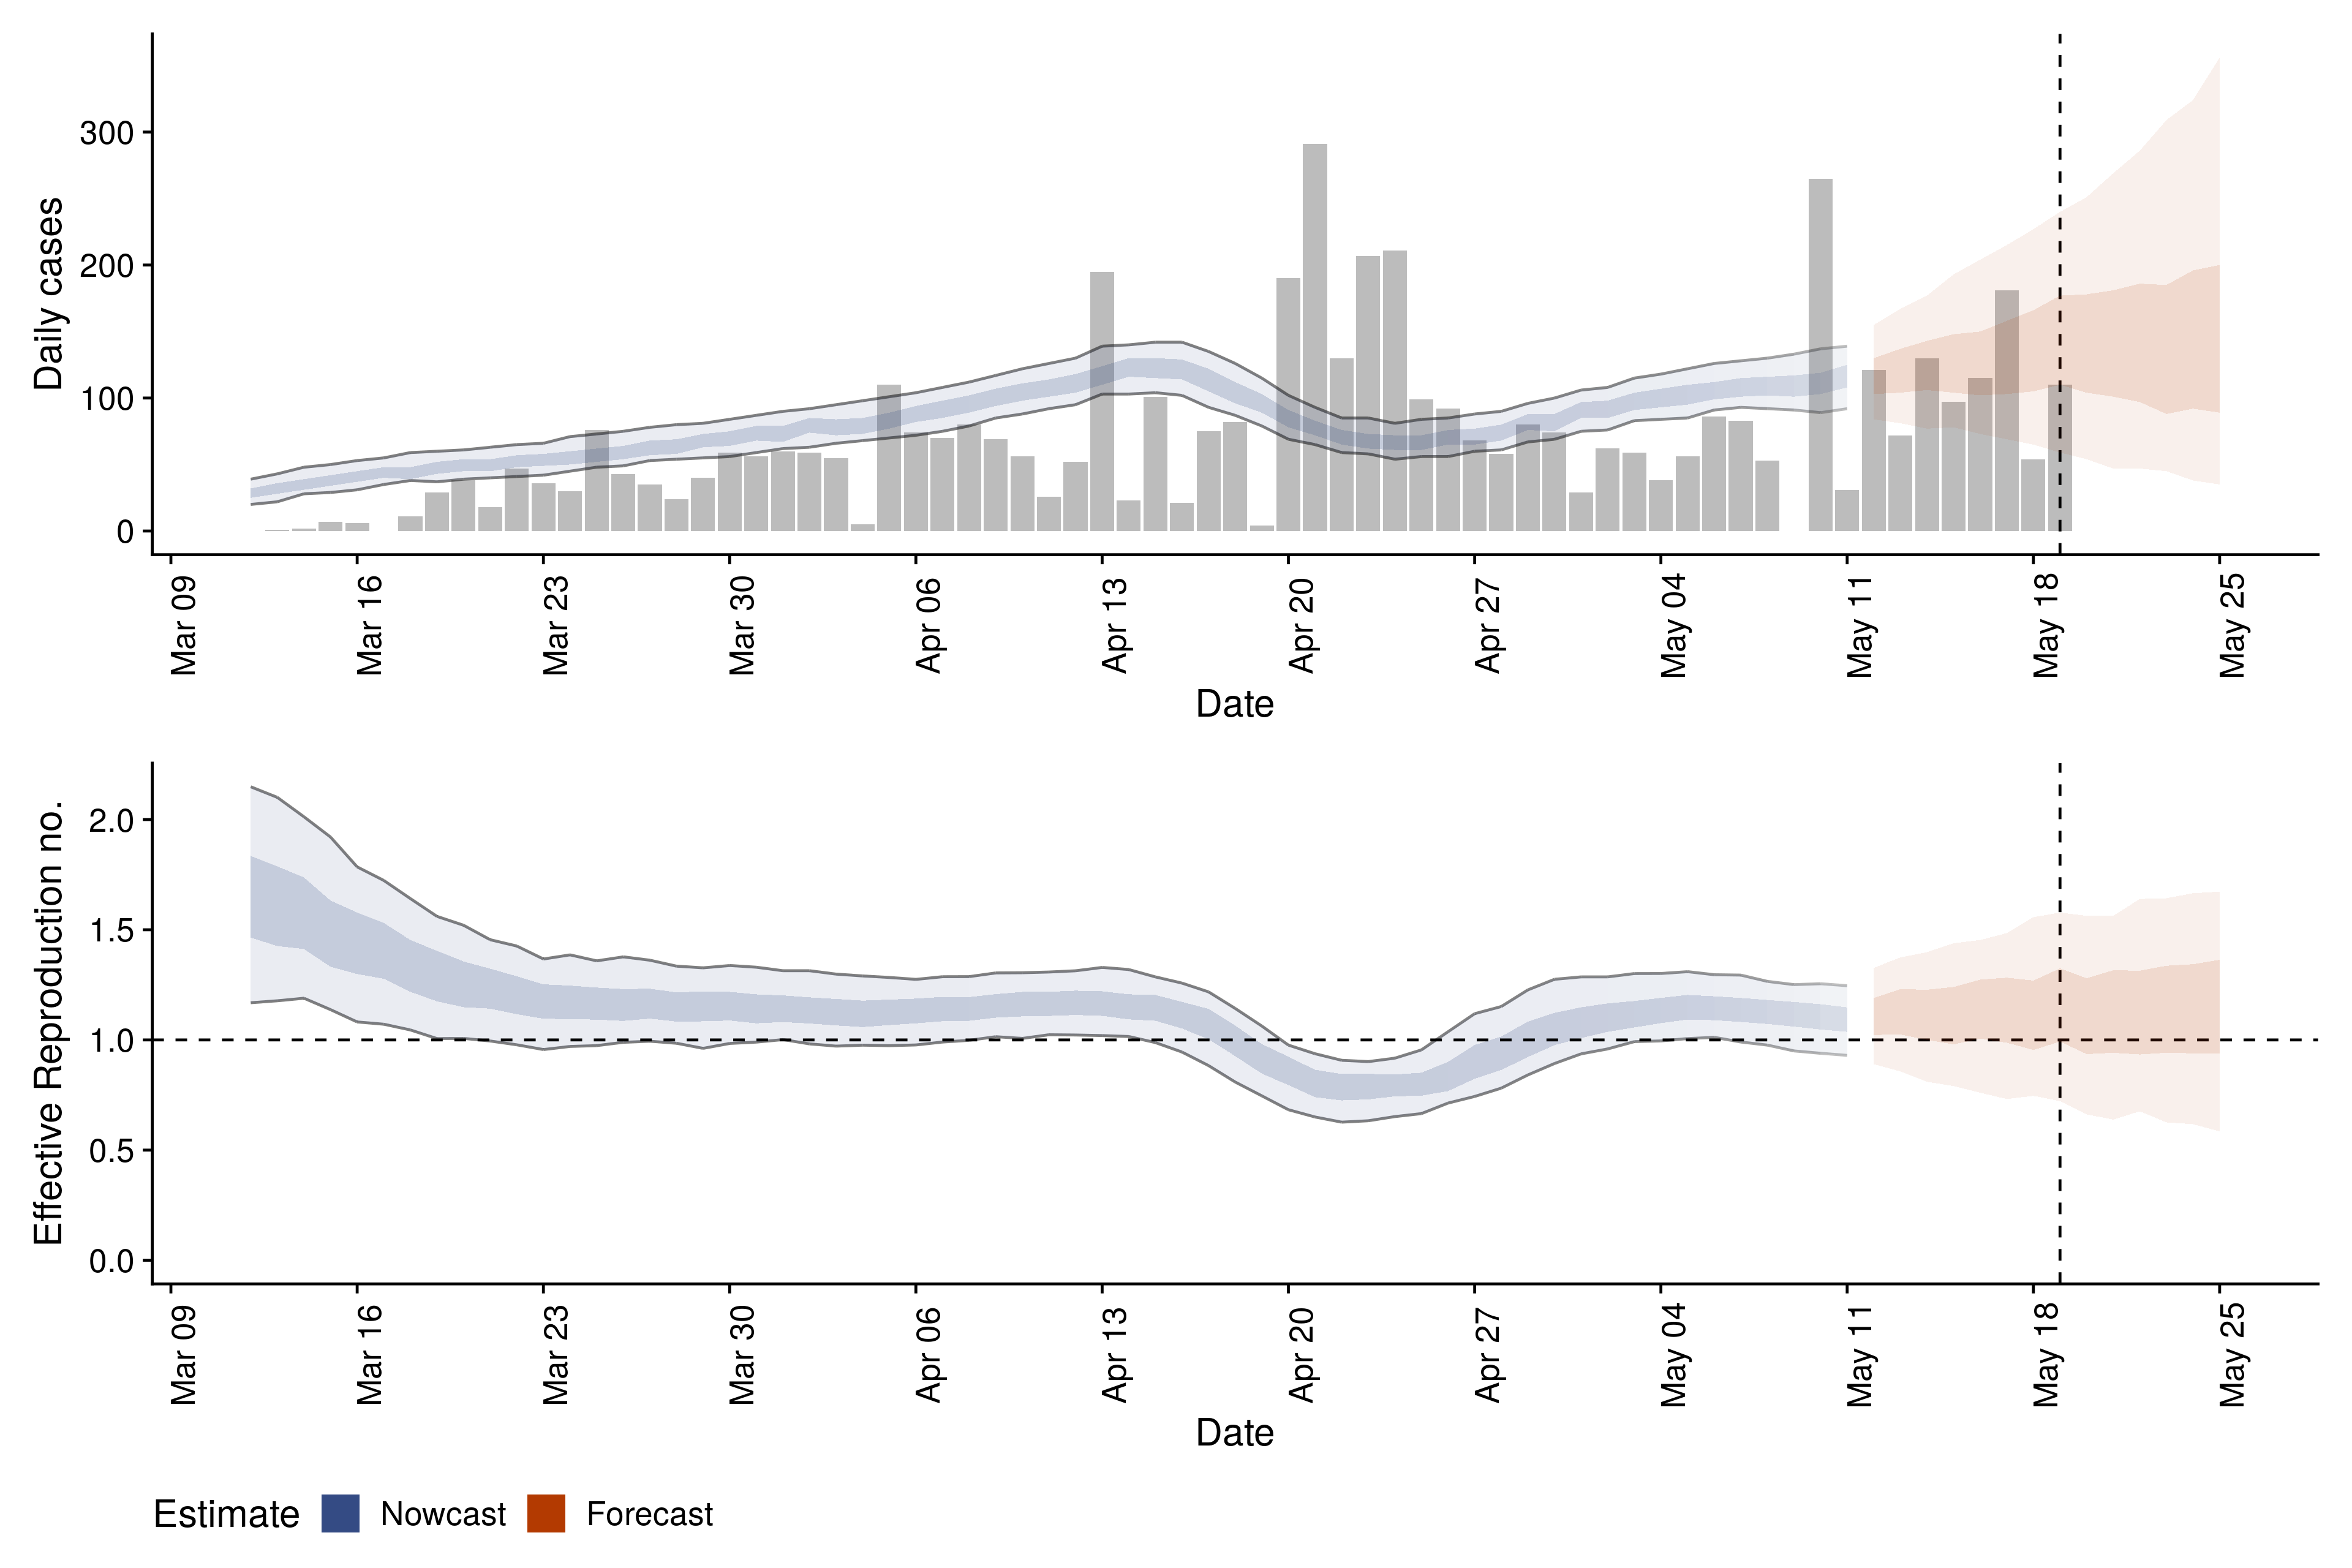 Daily cases
300
200
100
0
Mar 09
Mar 16
Mar 23
Mar 30
Apr 06
Apr 13
Apr 20
Apr 27
May 04
May 11
May 18
May 25
Date
Effective Reproduction no.
2.0
1.5
1.0
0.5
0.0
Mar 09
Mar 16
Mar 23
Mar 30
Apr 06
Apr 13
Apr 20
Apr 27
May 04
May 11
May 18
May 25
Date
Estimate Nowcast Forecast